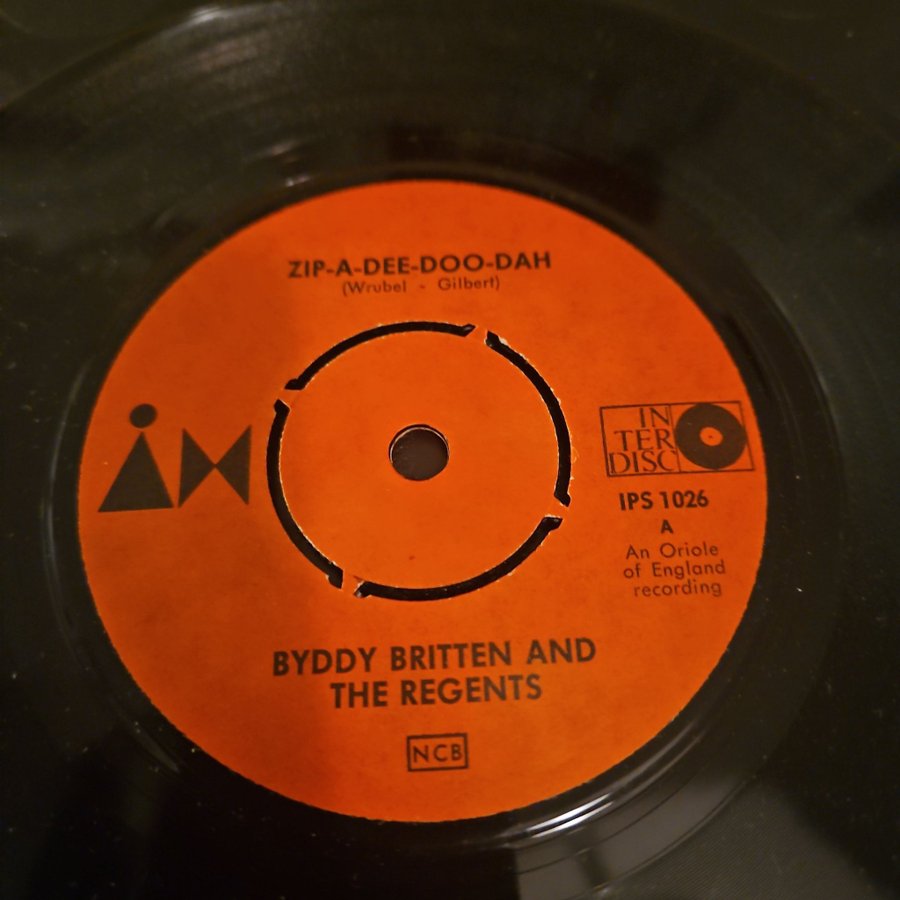 ZIP-A-DEE-DOO-DAH
(Wrubel - Gilbert)
ÅM
IN
TER
DISC
IPS 1026
A
An Oriole
of England
recording
BYDDY BRITTEN AND
THE REGENTS
NCB